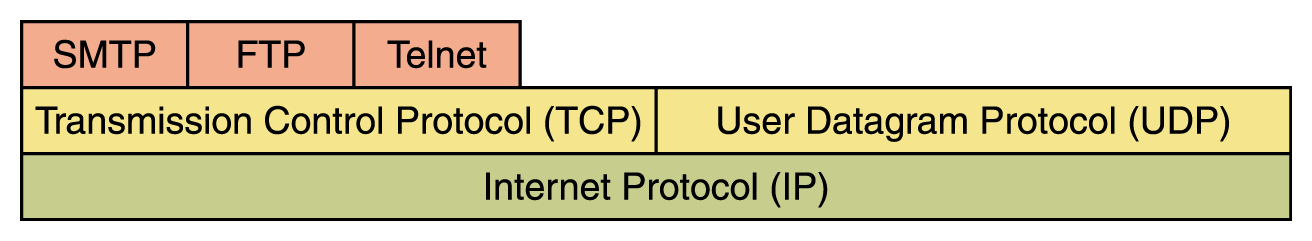 SMTP FTP Telnet
Transmission Control Protocol (TCP) User Datagram Protocol (UDP)
Internet Protocol (IP)